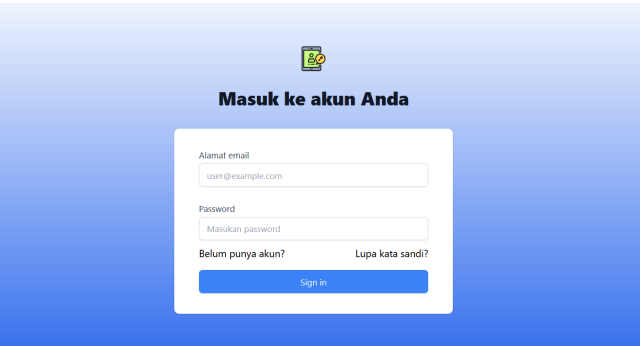 Masuk ke akun Anda
Alamat email
user@example.com
Password
Masukan password
Belum punya akun? Lupa kata sandi?
Sign in